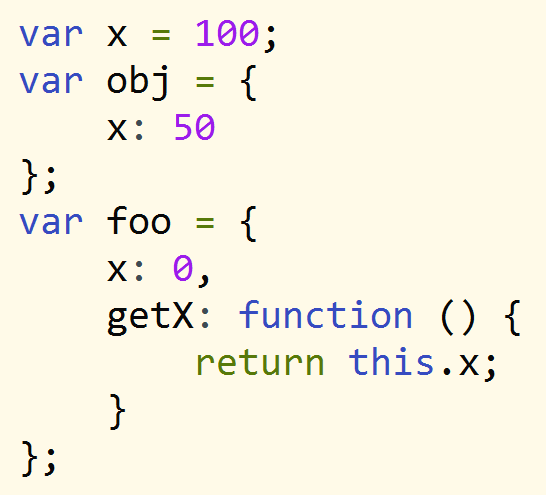 var x = 100;
var obj = {
    x: 50
};
var foo = {
    x: 0,
    getX: function () {
        return this.x;
    }
};